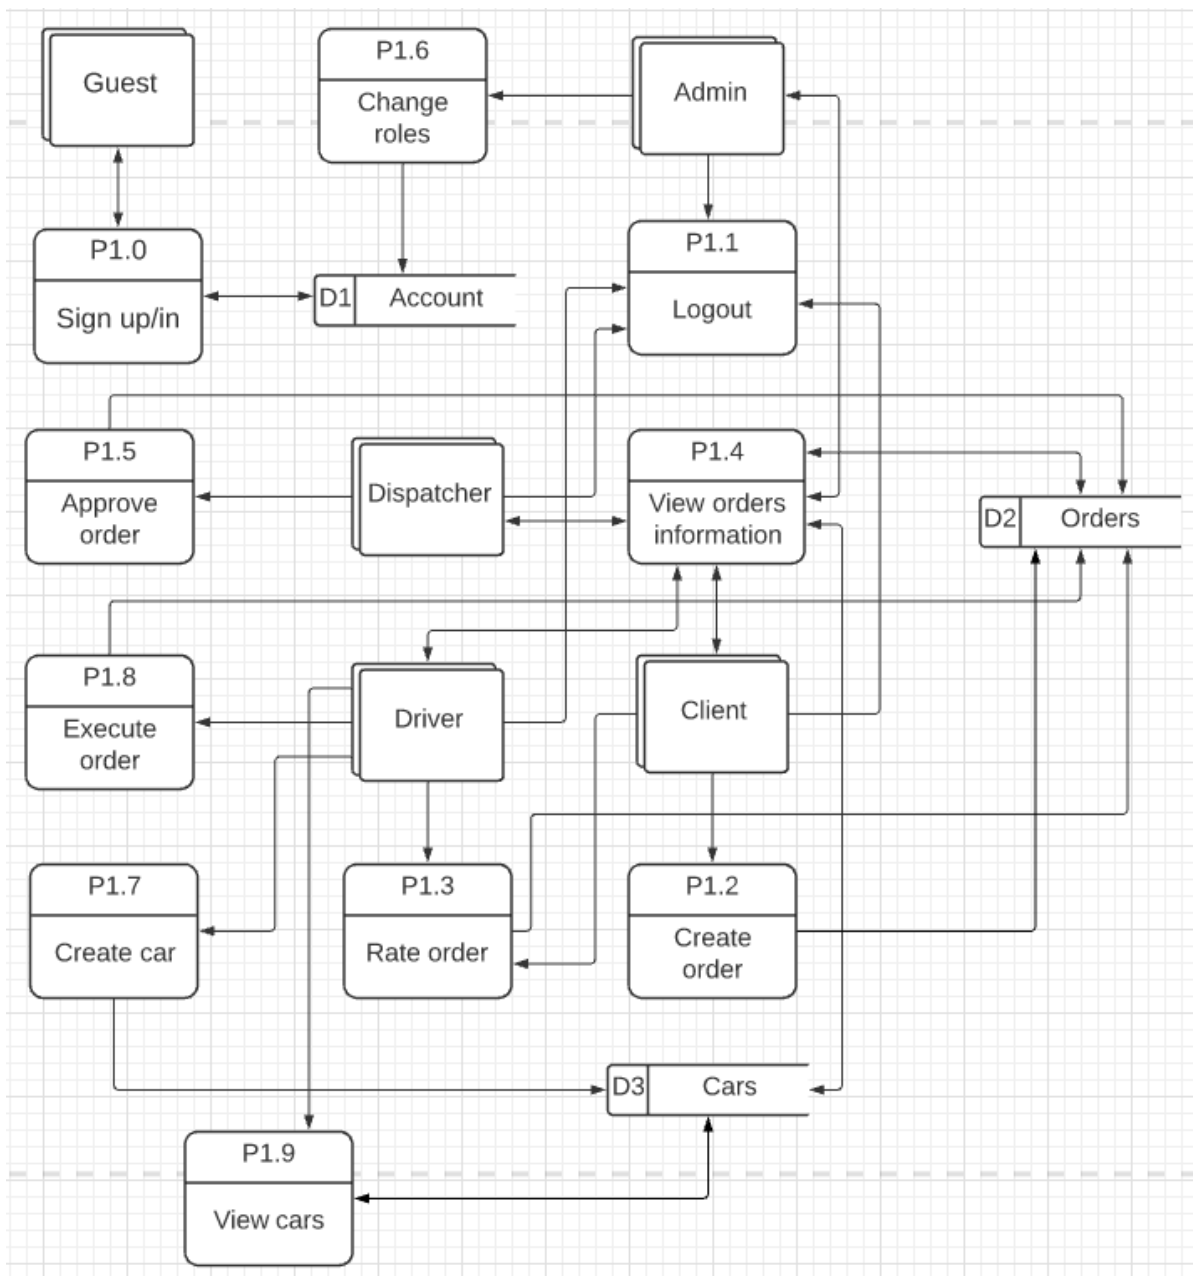 Guest
P1.6
Change
roles
Admin
P1.0
Sign up/in
D1
Account
P1.1
Logout
P1.5
Approve
order
Dispatcher
P1.4
View orders
information
D2
Orders
P1.8
Execute
order
Driver
Client
P1.7
Create car
P1.3
Rate order
P1.2
Create
order
D3
Cars
P1.9
View cars